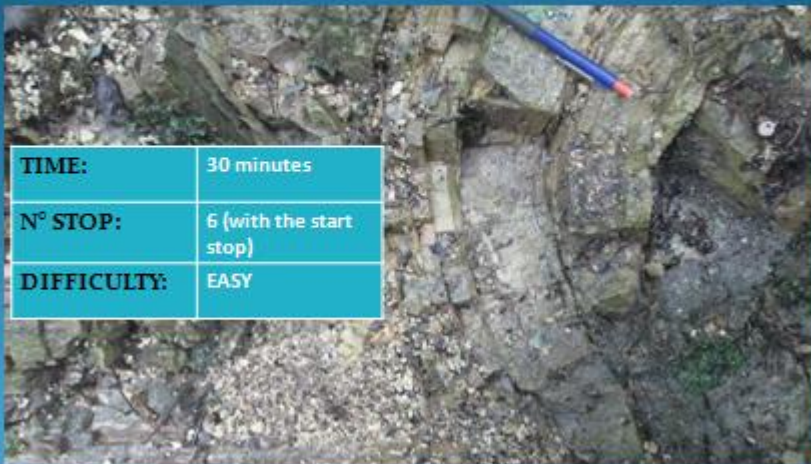 TIME: 30 minutes
N° STOP: 6 (with the start
stop)
DIFFICULTY: EASY